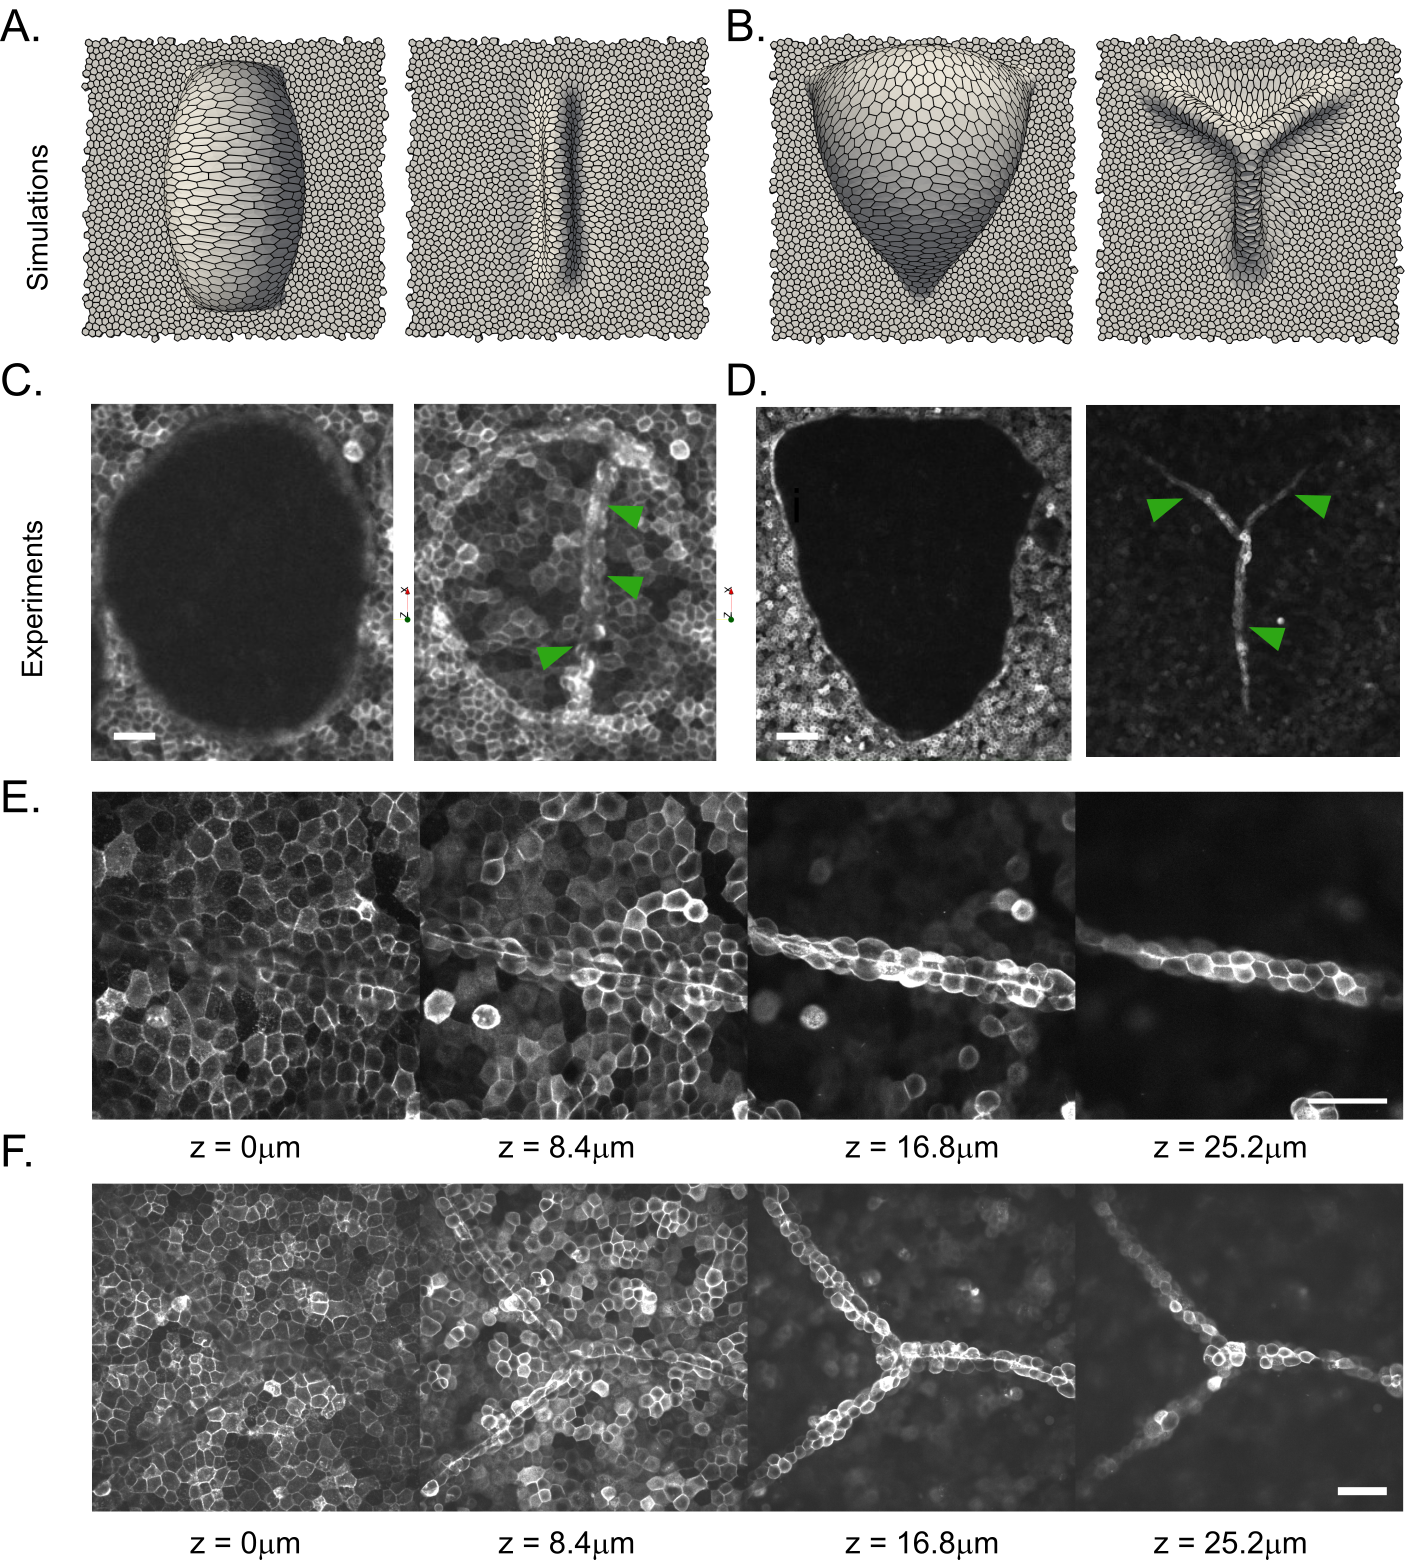 A.
B.
Simulations
C.
D.
i
x
z
x
z
Experiments
E.
z = 0μm
z = 8.4μm
z = 16.8μm
z = 25.2μm
F.
z = 0μm
z = 8.4μm
z = 16.8μm
z = 25.2μm